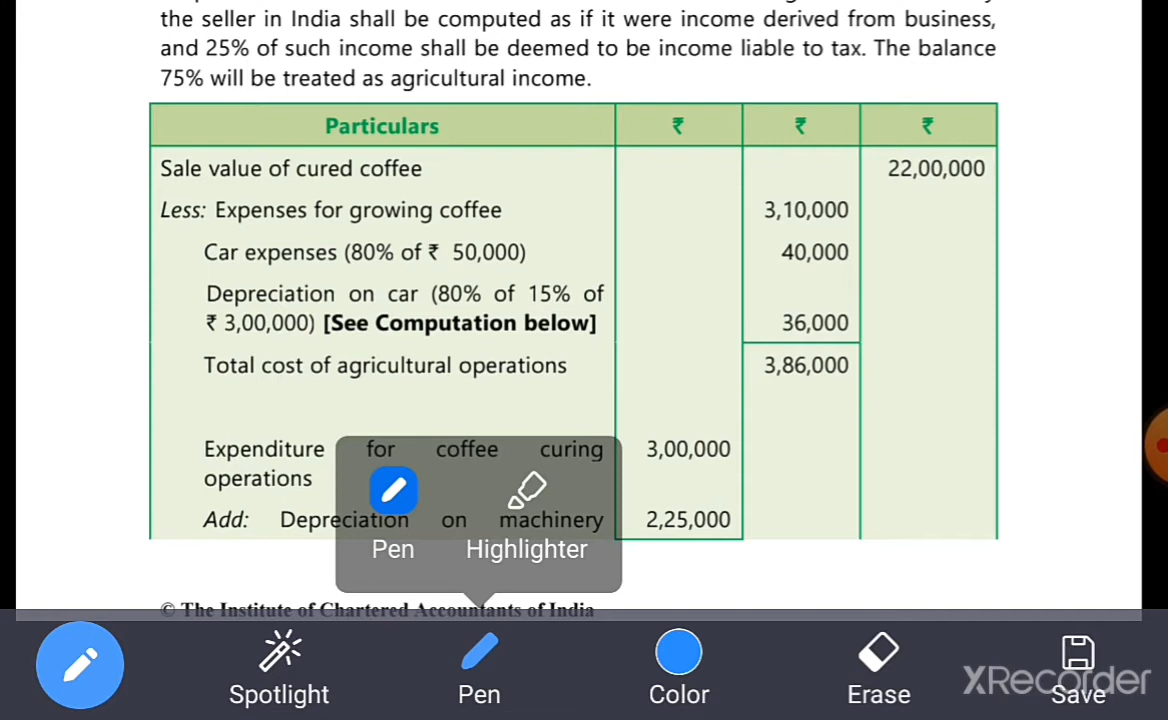 the seller in India shall be computed as if it were income derived from business,
and 25% of such income shall be deemed to be income liable to tax. The balance
75% will be treated as agricultural income.
Particulars ₹ ₹ ₹
Sale value of cured coffee 22,00,000
Less: Expenses for growing coffee 3,10,000
Car expenses (80% of ₹ 50,000) 40,000
Depreciation on car (80% of 15% of
₹ 3,00,000) [See Computation below] 36,000
Total cost of agricultural operations 3,86,000
Expenditure for coffee curing 3,00,000
operations
Add: Depreciation on machinery 2,25,000
Pen Highlighter
© The Institute of Chartered Accountants of India
Spotlight Pen Color Erase Save
XRecorder